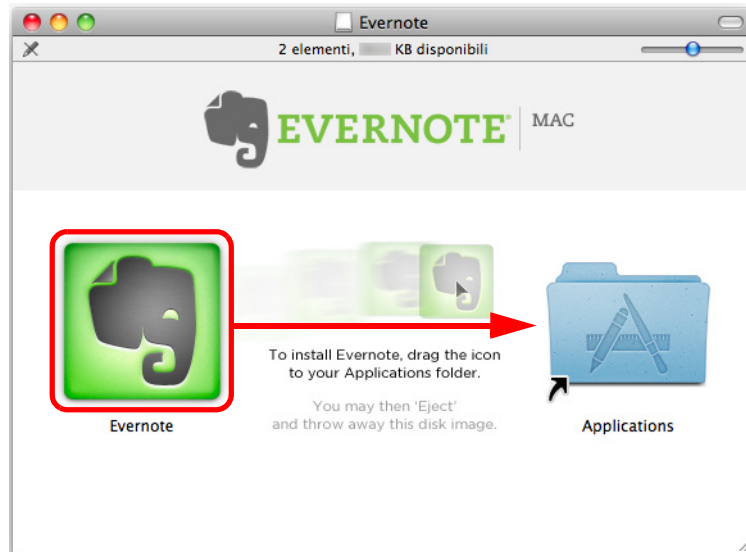 Evernote
2 elementi, KB disponibili
EVERNOTE® MAC
To install Evernote, drag the icon
to your Applications folder.
You may then 'Eject'
and throw away this disk image.
Evernote
Applications